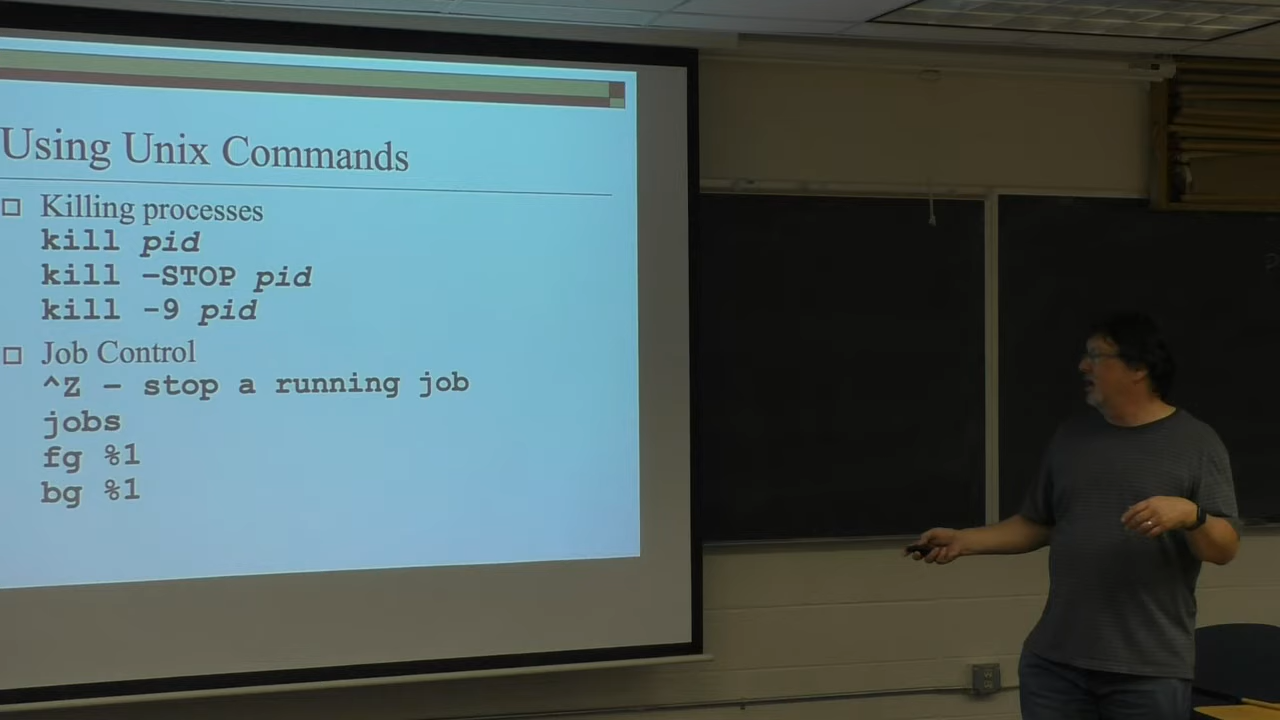 Using Unix Commands
Killing processes
kill pid
kill –STOP pid
kill -9 pid
Job Control
^Z – stop a running job
jobs
fg %1
bg %1